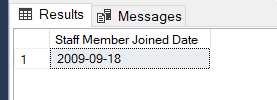 Results Messages
Staff Member Joined Date
1 2009-09-18